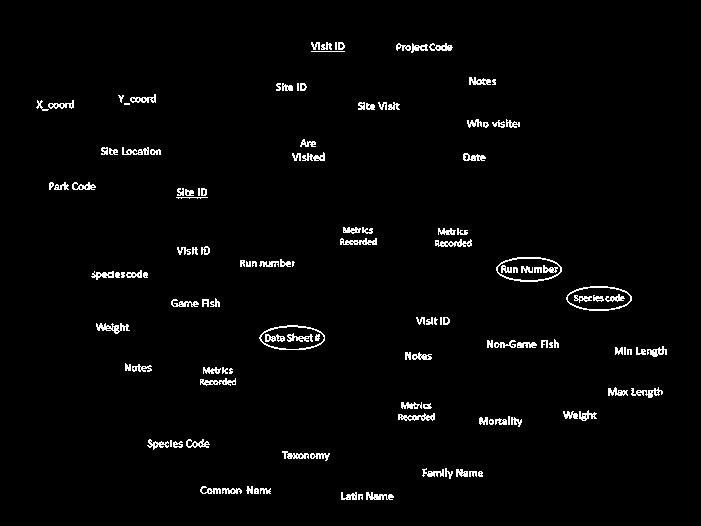 Visit ID
Project Code
Site ID
Notes
Site Visit
X_coord
Y_coord
Who visiter
Are
Visited
Date
Site Location
Park Code
Site ID
Metrics
Recorded
Metrics
Recorded
Visit ID
Run number
Run Number
Species code
Species code
Game Fish
Visit ID
Weight
Data Sheet #
Non-Game Fish
Min Length
Notes
Notes
Metrics
Recorded
Max Length
Metrics
Recorded
Mortality
Weight
Species Code
Taxonomy
Family Name
Common Name
Latin Name